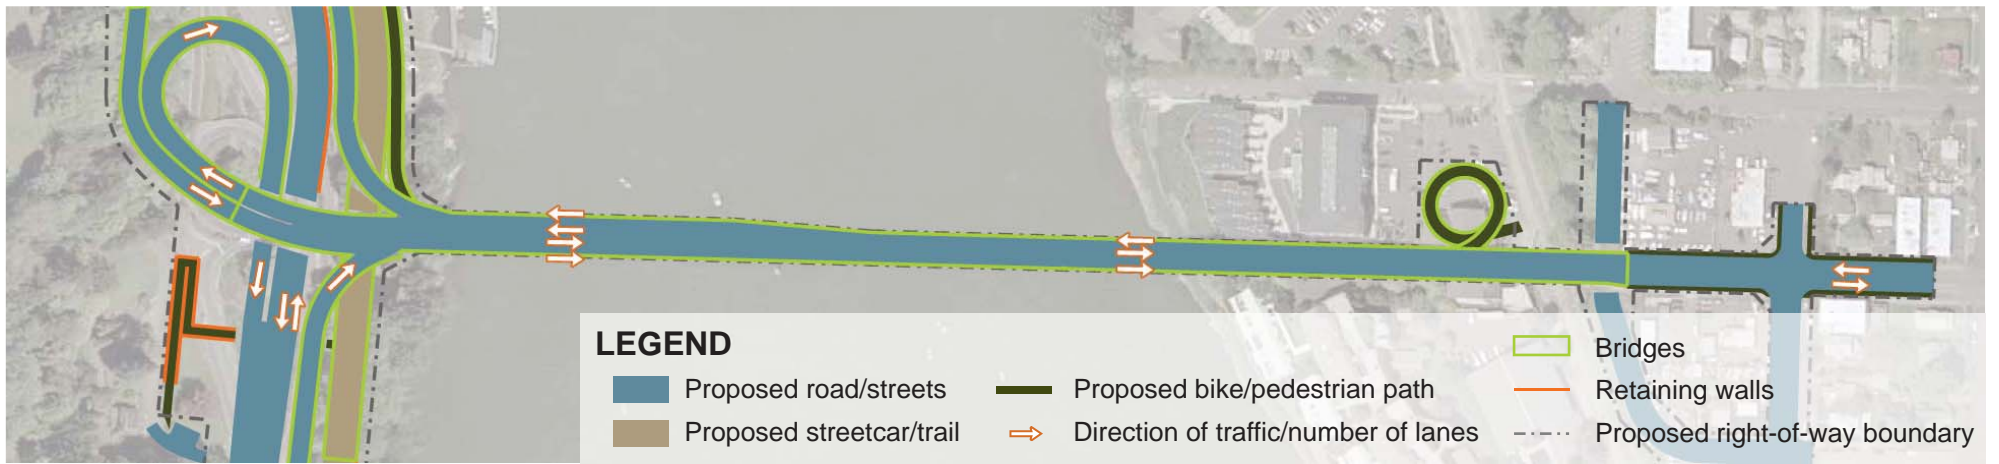 LEGEND
Proposed road/streets
Proposed streetcar/trail
Proposed bike/pedestrian path
Direction of traffic/number of lanes
Bridges
Retaining walls
Proposed right-of-way boundary